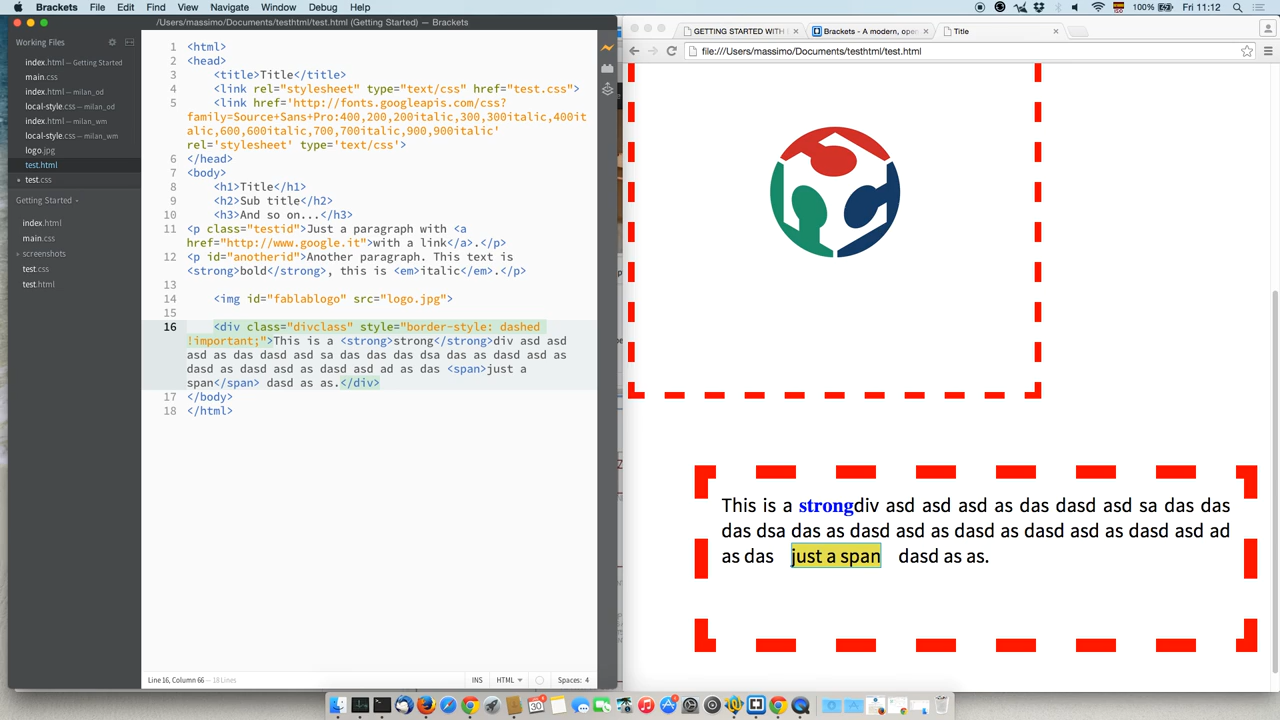 Brackets File Edit Find View Navigate Window Debug Help
100% Fri 11:12
/Users/massimo/Documents/testhtml/test.html (Getting Started) — Brackets
Working Files
index.html — Getting Started
main.css
index.html — milan_od
local-style.css — milan_od
index.html — milan_wm
local-style.css — milan_wm
logo.jpg
test.html
test.css
Getting Started
index.html
main.css
screenshots
test.css
test.html
1 <html>
2 <head>
3 <title>Title</title>
4 <link rel="stylesheet" type="text/css" href="test.css">
5 <link href='http://fonts.googleapis.com/css?
family=Source+Sans+Pro:400,200,200italic,300,300italic,400it
alic,600,600italic,700,700italic,900,900italic'
rel='stylesheet' type='text/css'>
6 </head>
7 <body>
8 <h1>Title</h1>
9 <h2>Sub title</h2>
10 <h3>And so on...</h3>
11 <p class="testid">Just a paragraph with <a
href="http://www.google.it">with a link</a>.</p>
12 <p id="anotherid">Another paragraph. This text is
<strong>bold</strong>, this is <em>italic</em>.</p>
13
14 <img id="fablablogo" src="logo.jpg">
15
16 <div class="divclass" style="border-style: dashed
!important;">This is a <strong>strong</strong>div asd asd
asd as das dasd asd sa das das das dsa das as dasd asd as
dasd as dasd asd as dasd asd ad as das <span>just a
span</span> dasd as as.</div>
17 </body>
18 </html>
Line 16, Column 66 — 18 Lines
INS HTML Spaces: 4
GETTING STARTED WITH
Brackets - A modern, open
Title
file:///Users/massimo/Documents/testhtml/test.html
This is a strongdiv asd asd asd as das dasd asd sa das das
das dsa das as dasd asd as dasd as dasd asd as dasd asd ad
as das just a span dasd as as.
30